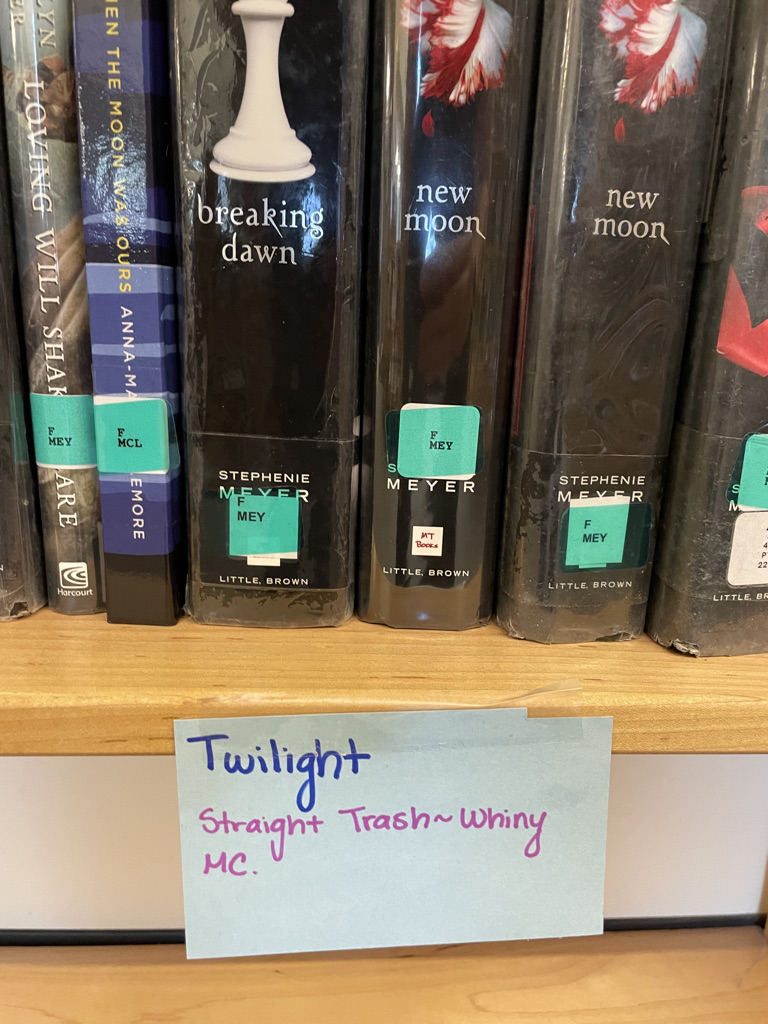 LOVING WILL SHAKESPEARE
Harcourt
F
MEY
WHEN THE MOON WAS OURS ANNA-MA
EMORE
F
MCL
breaking
dawn
STEPHENIE
MEYER
F
MEY
LITTLE, BROWN
new
moon
F
MEY
MEYER
MT
BOOKS
LITTLE, BROWN
new
moon
STEPHENIE
MEYER
F
MEY
LITTLE, BROWN
LITTLE, BR
Twilight
Straight Trash~Whiny
MC.